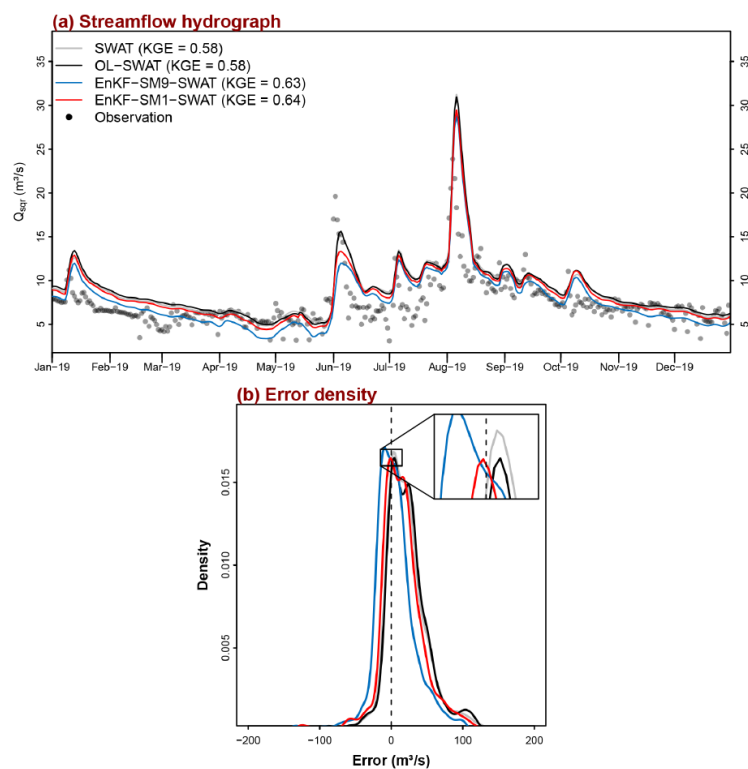 (a) Streamflow hydrograph
SWAT (KGE = 0.58)
OL−SWAT (KGE = 0.58)
EnKF−SM9−SWAT (KGE = 0.63)
EnKF−SM1−SWAT (KGE = 0.64)
Observation
35
30
25
20
15
10
5
Qsqr (m³/s)
35
30
25
20
15
10
5
Jan−19 Feb−19 Mar−19 Apr−19 May−19 Jun−19 Jul−19 Aug−19 Sep−19 Oct−19 Nov−19 Dec−19
(b) Error density
0.015
0.010
0.005
Density
−200 −100 0 100 200
Error (m³/s)